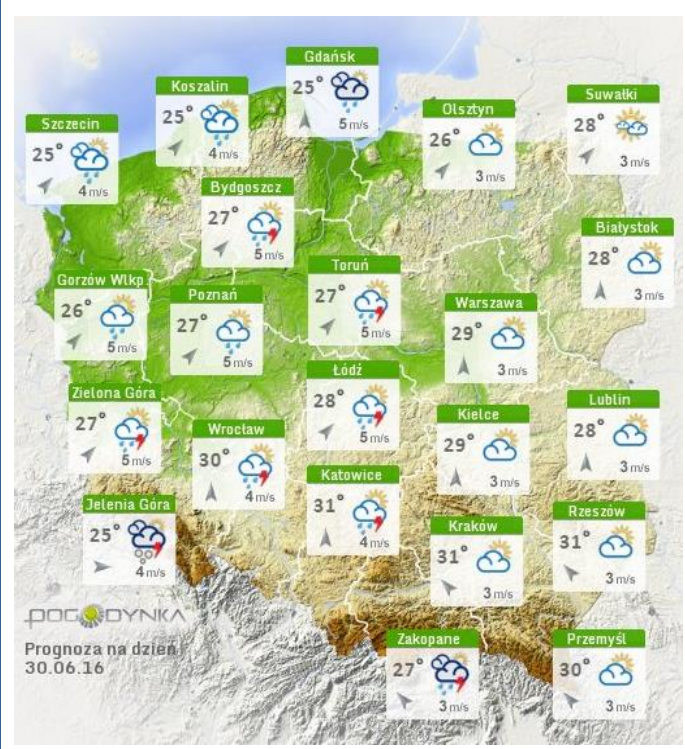 Gdańsk
25°
5 m/s
Koszalin
25°
4 m/s
Suwałki
28°
3 m/s
Olsztyn
26°
3 m/s
Szczecin
25°
4 m/s
Bydgoszcz
27°
5 m/s
Białystok
28°
3 m/s
Toruń
27°
5 m/s
Gorzów Wlkp.
26°
5 m/s
Poznań
27°
5 m/s
Warszawa
29°
3 m/s
Łódź
28°
5 m/s
Zielona Góra
27°
5 m/s
Lublin
28°
3 m/s
Kielce
29°
3 m/s
Wrocław
30°
4 m/s
Katowice
31°
4 m/s
Jelenia Góra
25°
4 m/s
Rzeszów
31°
3 m/s
Kraków
31°
3 m/s
POGODYNKA
Prognoza na dzień
30.06.16
Zakopane
27°
3 m/s
Przemyśl
30°
3 m/s